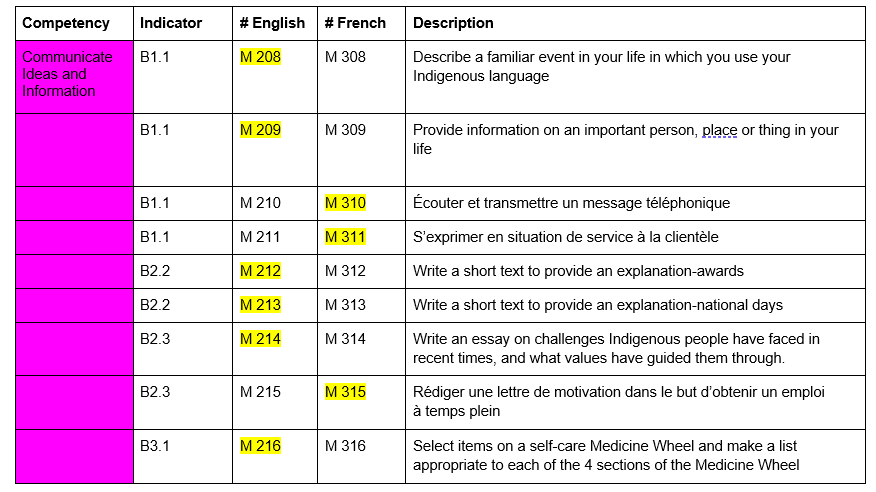 Competency Indicator # English # French Description
Communicate Ideas and Information B1.1 M 208 M 308 Describe a familiar event in your life in which you use your
Indigenous language
B1.1 M 209 M 309 Provide information on an important person, place or thing in your
life
B1.1 M 210 M 310 Écouter et transmettre un message téléphonique
B1.1 M 211 M 311 S’exprimer en situation de service à la clientèle
B2.2 M 212 M 312 Write a short text to provide an explanation-awards
B2.2 M 213 M 313 Write a short text to provide an explanation-national days
B2.3 M 214 M 314 Write an essay on challenges Indigenous people have faced in
recent times, and what values have guided them through.
B2.3 M 215 M 315 Rédiger une lettre de motivation dans le but d’obtenir un emploi
à temps plein
B3.1 M 216 M 316 Select items on a self-care Medicine Wheel and make a list
appropriate to each of the 4 sections of the Medicine Wheel